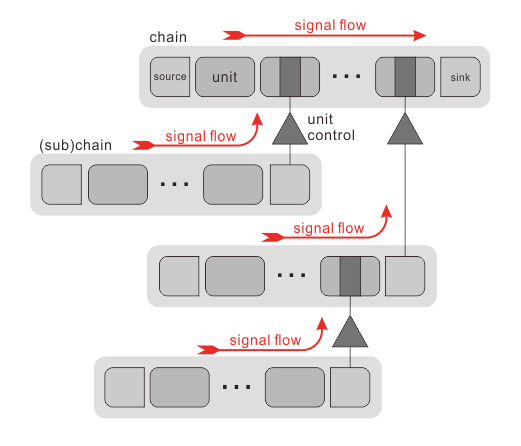 signal flow
chain
source
unit
sink
unit
control
signal flow
(sub)chain
signal flow
signal flow